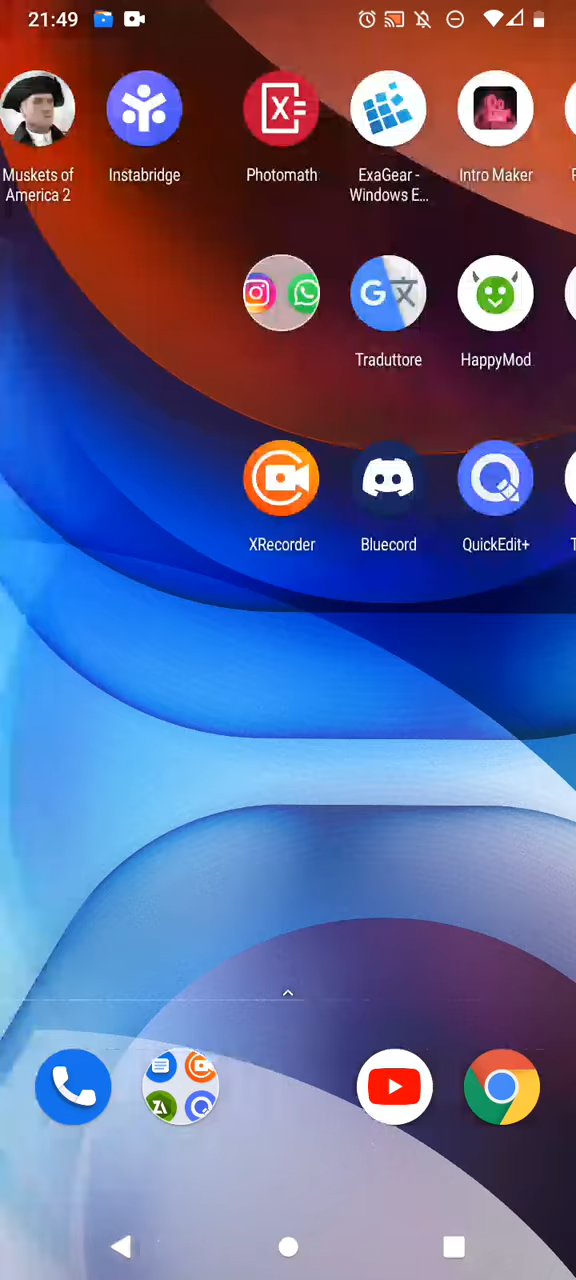 21:49
Muskets of
America 2
Instabridge
Photomath
ExaGear -
Windows E...
Intro Maker
Traduttore
HappyMod
XRecorder
Bluecord
QuickEdit+